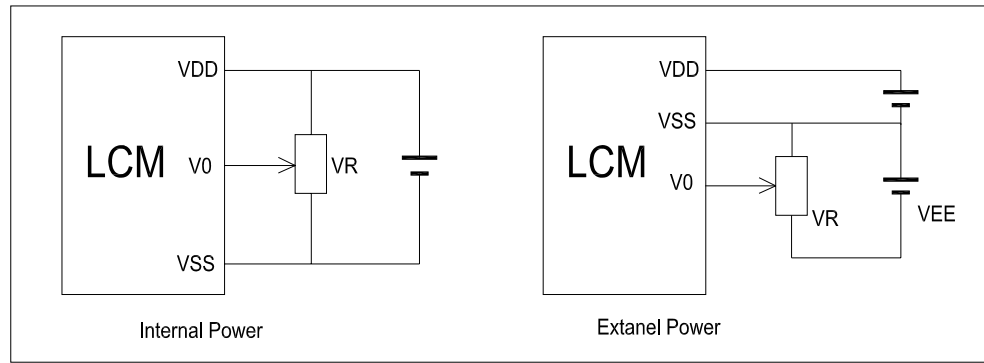 VDD
LCM
V0
VR
VSS
Internal Power
VDD
VSS
LCM
V0
VR
VEE
Extanel Power